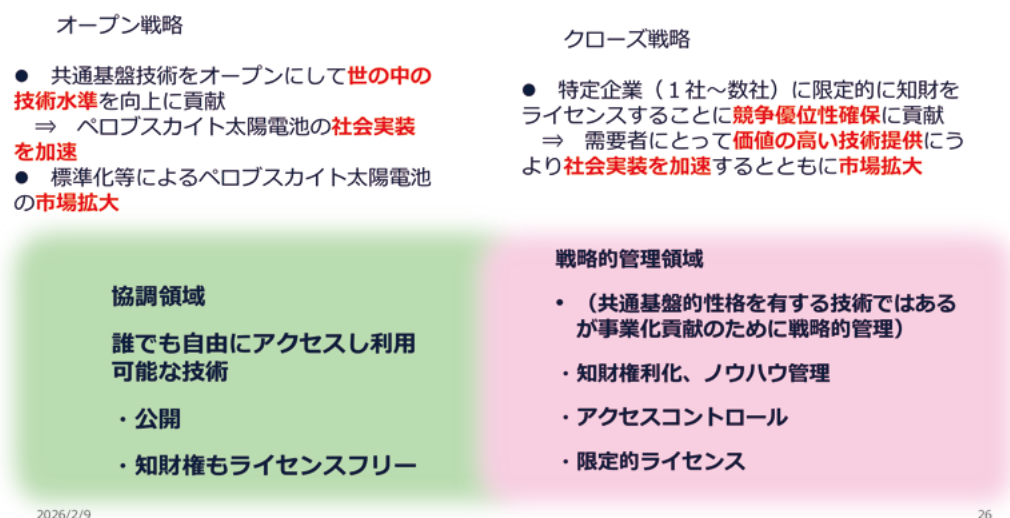 オープン戦略
● 共通基盤技術をオープンにして世の中の
技術水準を向上に貢献
⇒ ペロブスカイト太陽電池の社会実装
を加速
● 標準化等によるペロブスカイト太陽電池
の市場拡大
クローズ戦略
● 特定企業（１社～数社）に限定的に知財を
ライセンスすることに競争優位性確保に貢献
⇒ 需要者にとって価値の高い技術提供にう
より社会実装を加速するとともに市場拡大
協調領域
誰でも自由にアクセスし利用
可能な技術
・公開
・知財権もライセンスフリー
戦略的管理領域
• （共通基盤的性格を有する技術ではある
が事業化貢献のために戦略的管理）
・知財権利化、ノウハウ管理
・アクセスコントロール
・限定的ライセンス
2026/2/9
26